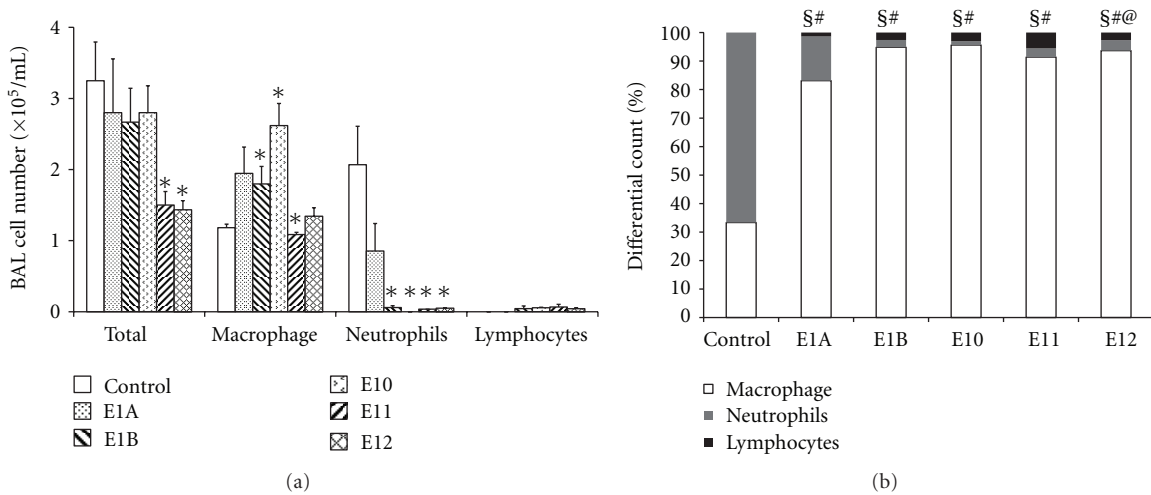 4
3
2
1
0
BAL cell number (×10⁵/mL)
* * * * * * * * * *
Total Macrophage Neutrophils Lymphocytes
Control
E1A
E1B
E10
E11
E12
(a)
§# §# §# §# §#@
100
90
80
70
60
50
40
30
20
10
0
Differential count (%)
Control E1A E1B E10 E11 E12
Macrophage
Neutrophils
Lymphocytes
(b)